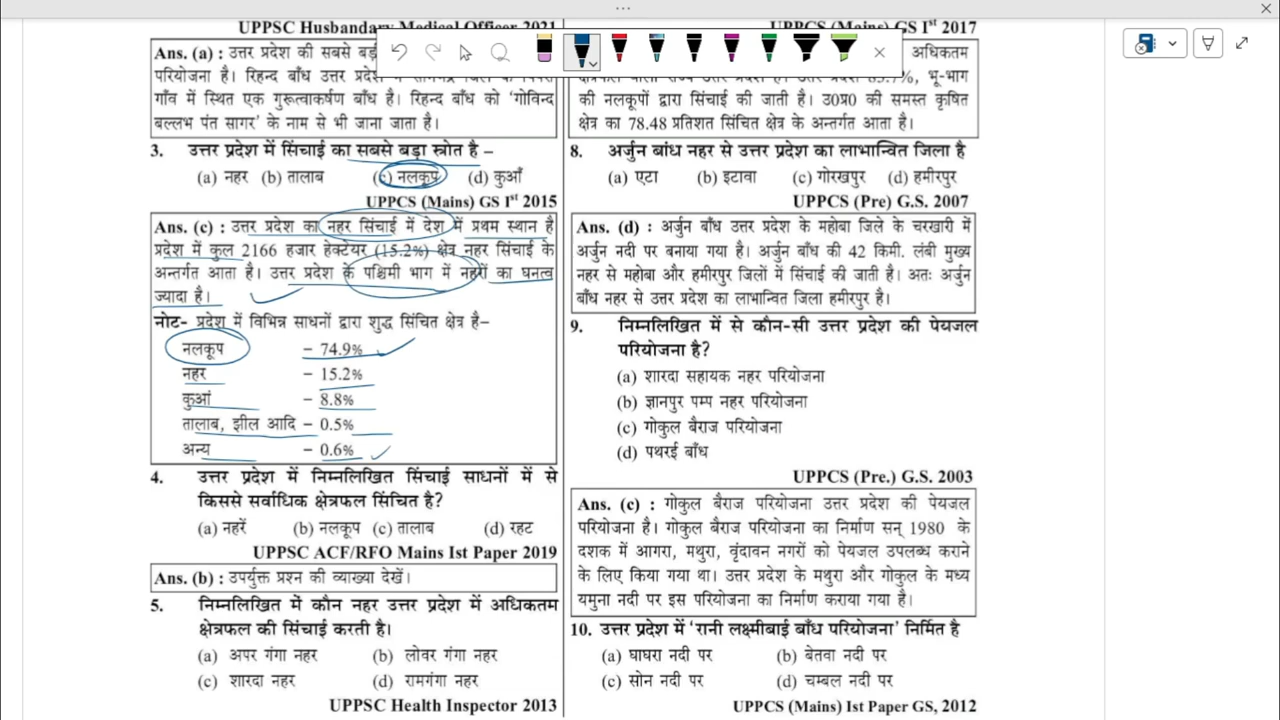 UPPSC Husbandary Medical Officer 2021
Ans. (a) : उत्तर प्रदेश की सबसे
परियोजना है। रिहन्द बाँध उत्तर प्रदेश
गाँव में स्थित एक गुरूत्वाकर्षण बाँध है। रिहन्द बाँध को 'गोविन्द
बल्लभ पंत सागर' के नाम से भी जाना जाता है।
3. उत्तर प्रदेश में सिंचाई का सबसे बड़ा स्रोत है –
(a) नहर (b) तालाब (c) नलकूप (d) कुआँ
UPPCS (Mains) GS Ist 2015
Ans. (c) : उत्तर प्रदेश का नहर सिंचाई में देश में प्रथम स्थान है
प्रदेश में कुल 2166 हजार हेक्टेयर (15.2%) क्षेत्र नहर सिंचाई के
अन्तर्गत आता है। उत्तर प्रदेश के पश्चिमी भाग में नहरों का घनत्व
ज्यादा है।
नोट- प्रदेश में विभिन्न साधनों द्वारा शुद्ध सिंचित क्षेत्र है–
नलकूप – 74.9%
नहर – 15.2%
कुआं – 8.8%
तालाब, झील आदि – 0.5%
अन्य – 0.6%
4. उत्तर प्रदेश में निम्नलिखित सिंचाई साधनों में से
किससे सर्वाधिक क्षेत्रफल सिंचित है?
(a) नहरें (b) नलकूप (c) तालाब (d) रहट
UPPSC ACF/RFO Mains Ist Paper 2019
Ans. (b) : उपर्युक्त प्रश्न की व्याख्या देखें।
5. निम्नलिखित में कौन नहर उत्तर प्रदेश में अधिकतम
क्षेत्रफल की सिंचाई करती है।
(a) अपर गंगा नहर (b) लोवर गंगा नहर
(c) शारदा नहर (d) रामगंगा नहर
UPPSC Health Inspector 2013
UPPCS (Mains) GS Ist 2017
अधिकतम
भू-भाग
की नलकूपों द्वारा सिंचाई की जाती है। उ0प्र0 की समस्त कृषित
क्षेत्र का 78.48 प्रतिशत सिंचित क्षेत्र के अन्तर्गत आता है।
8. अर्जुन बांध नहर से उत्तर प्रदेश का लाभान्वित जिला है
(a) एटा (b) इटावा (c) गोरखपुर (d) हमीरपुर
UPPSC (Pre) G.S. 2007
Ans. (d) : अर्जुन बाँध उत्तर प्रदेश के महोबा जिले के चरखारी में
अर्जुन नदी पर बनाया गया है। अर्जुन बाँध की 42 किमी. लंबी मुख्य
नहर से महोबा और हमीरपुर जिलों में सिंचाई की जाती है। अतः अर्जुन
बाँध नहर से उत्तर प्रदेश का लाभान्वित जिला हमीरपुर है।
9. निम्नलिखित में से कौन-सी उत्तर प्रदेश की पेयजल
परियोजना है?
(a) शारदा सहायक नहर परियोजना
(b) ज्ञानपुर पम्प नहर परियोजना
(c) गोकुल बैराज परियोजना
(d) पथरई बाँध
UPPCS (Pre.) G.S. 2003
Ans. (c) : गोकुल बैराज परियोजना उत्तर प्रदेश की पेयजल
परियोजना है। गोकुल बैराज परियोजना का निर्माण सन् 1980 के
दशक में आगरा, मथुरा, वृंदावन नगरों को पेयजल उपलब्ध कराने
के लिए किया गया था। उत्तर प्रदेश के मथुरा और गोकुल के मध्य
यमुना नदी पर इस परियोजना का निर्माण कराया गया है।
10. उत्तर प्रदेश में 'रानी लक्ष्मीबाई बाँध परियोजना' निर्मित है
(a) घाघरा नदी पर (b) बेतवा नदी पर
(c) सोन नदी पर (d) चम्बल नदी पर
UPPCS (Mains) Ist Paper GS, 2012